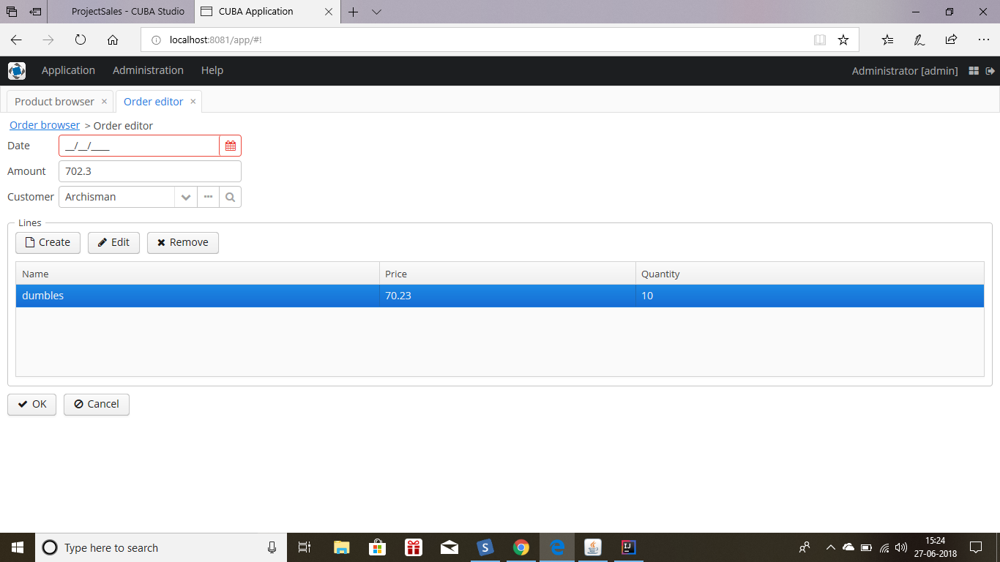 ProjectSales - CUBA Studio
CUBA Application
localhost:8081/app/#!
Application Administration Help
Administrator [admin]
Product browser
Order editor
Order browser > Order editor
Date __/__/____
Amount 702.3
Customer Archisman
Lines
Create Edit Remove
Name Price Quantity
dumbles 70.23 10
OK Cancel
Type here to search
S
IJ
15:24
27-06-2018